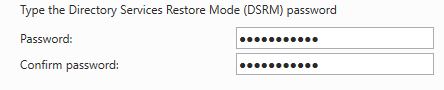 Type the Directory Services Restore Mode (DSRM) password
Password: ●●●●●●●●●●●
Confirm password: ●●●●●●●●●●●